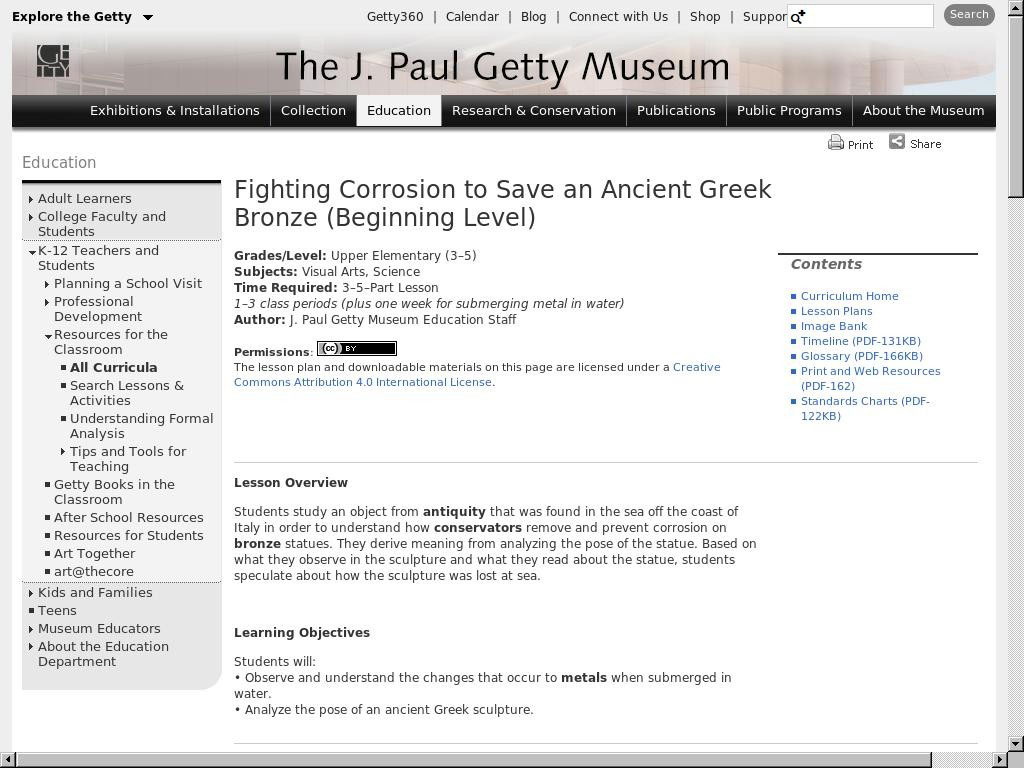 Explore the Getty
Getty360 | Calendar | Blog | Connect with Us | Shop | Suppor
Search
GETTY
The J. Paul Getty Museum
Exhibitions & Installations
Collection
Education
Research & Conservation
Publications
Public Programs
About the Museum
Print
Share
Education
Adult Learners
College Faculty and
Students
K-12 Teachers and
Students
Planning a School Visit
Professional
Development
Resources for the
Classroom
All Curricula
Search Lessons &
Activities
Understanding Formal
Analysis
Tips and Tools for
Teaching
Getty Books in the
Classroom
After School Resources
Resources for Students
Art Together
art@thecore
Kids and Families
Teens
Museum Educators
About the Education
Department
Fighting Corrosion to Save an Ancient Greek
Bronze (Beginning Level)
Grades/Level: Upper Elementary (3–5)
Subjects: Visual Arts, Science
Time Required: 3–5–Part Lesson
1–3 class periods (plus one week for submerging metal in water)
Author: J. Paul Getty Museum Education Staff
Permissions: (cc) BY
The lesson plan and downloadable materials on this page are licensed under a Creative
Commons Attribution 4.0 International License.
Contents
Curriculum Home
Lesson Plans
Image Bank
Timeline (PDF-131KB)
Glossary (PDF-166KB)
Print and Web Resources
(PDF-162)
Standards Charts (PDF-
122KB)
Lesson Overview
Students study an object from antiquity that was found in the sea off the coast of
Italy in order to understand how conservators remove and prevent corrosion on
bronze statues. They derive meaning from analyzing the pose of the statue. Based on
what they observe in the sculpture and what they read about the statue, students
speculate about how the sculpture was lost at sea.
Learning Objectives
Students will:
• Observe and understand the changes that occur to metals when submerged in
water.
• Analyze the pose of an ancient Greek sculpture.